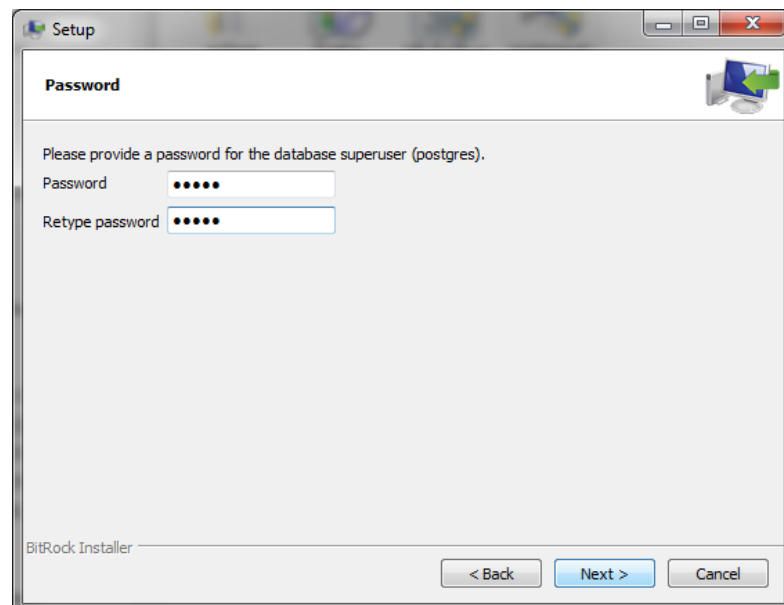 Setup
Password
Please provide a password for the database superuser (postgres).
Password •••••
Retype password •••••
BitRock Installer
< Back Next > Cancel